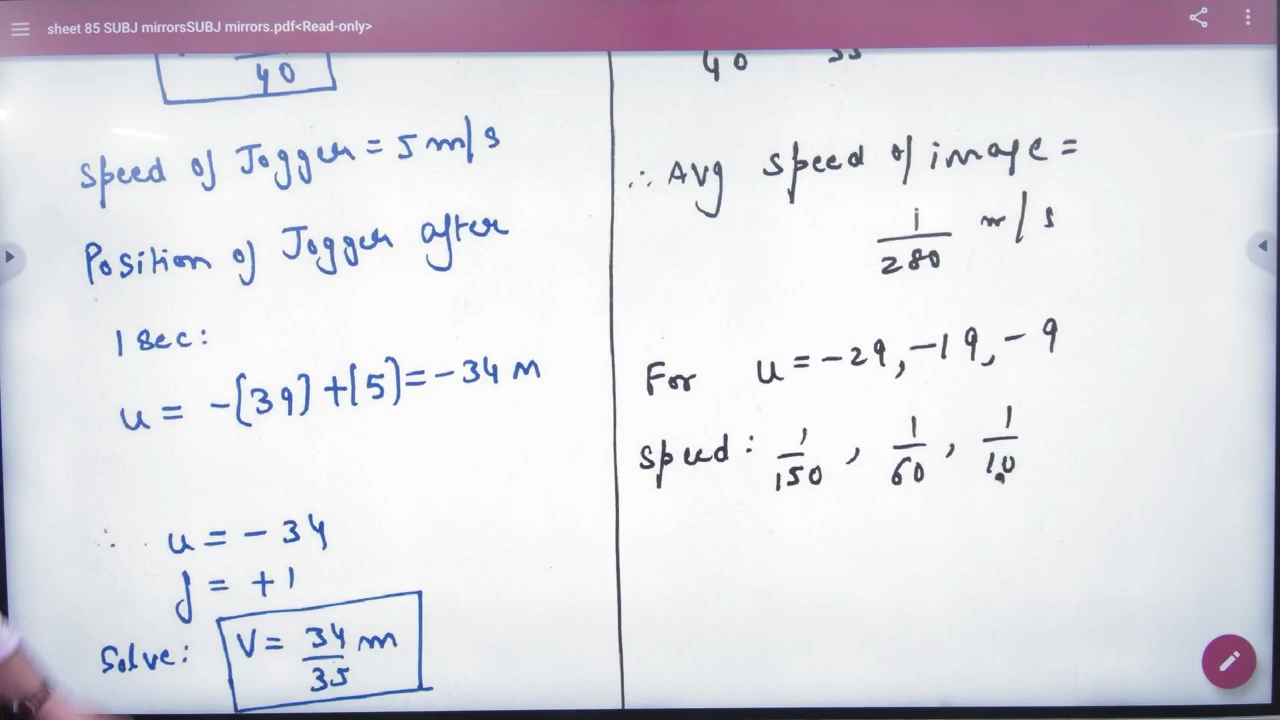 sheet 85 SUBJ mirrorsSUBJ mirrors.pdf<Read-only>
40
Speed of Jogger = 5 m/s
Position of Jogger after
1 sec:
u = -(39) + (5) = -34 m
∴ u = -34
f = +1
Solve: V = 34/35 m
40 35
∴ Avg speed of image =
1/280 m/s
For u = -29, -19, -9
Speed: 1/150, 1/60, 1/10